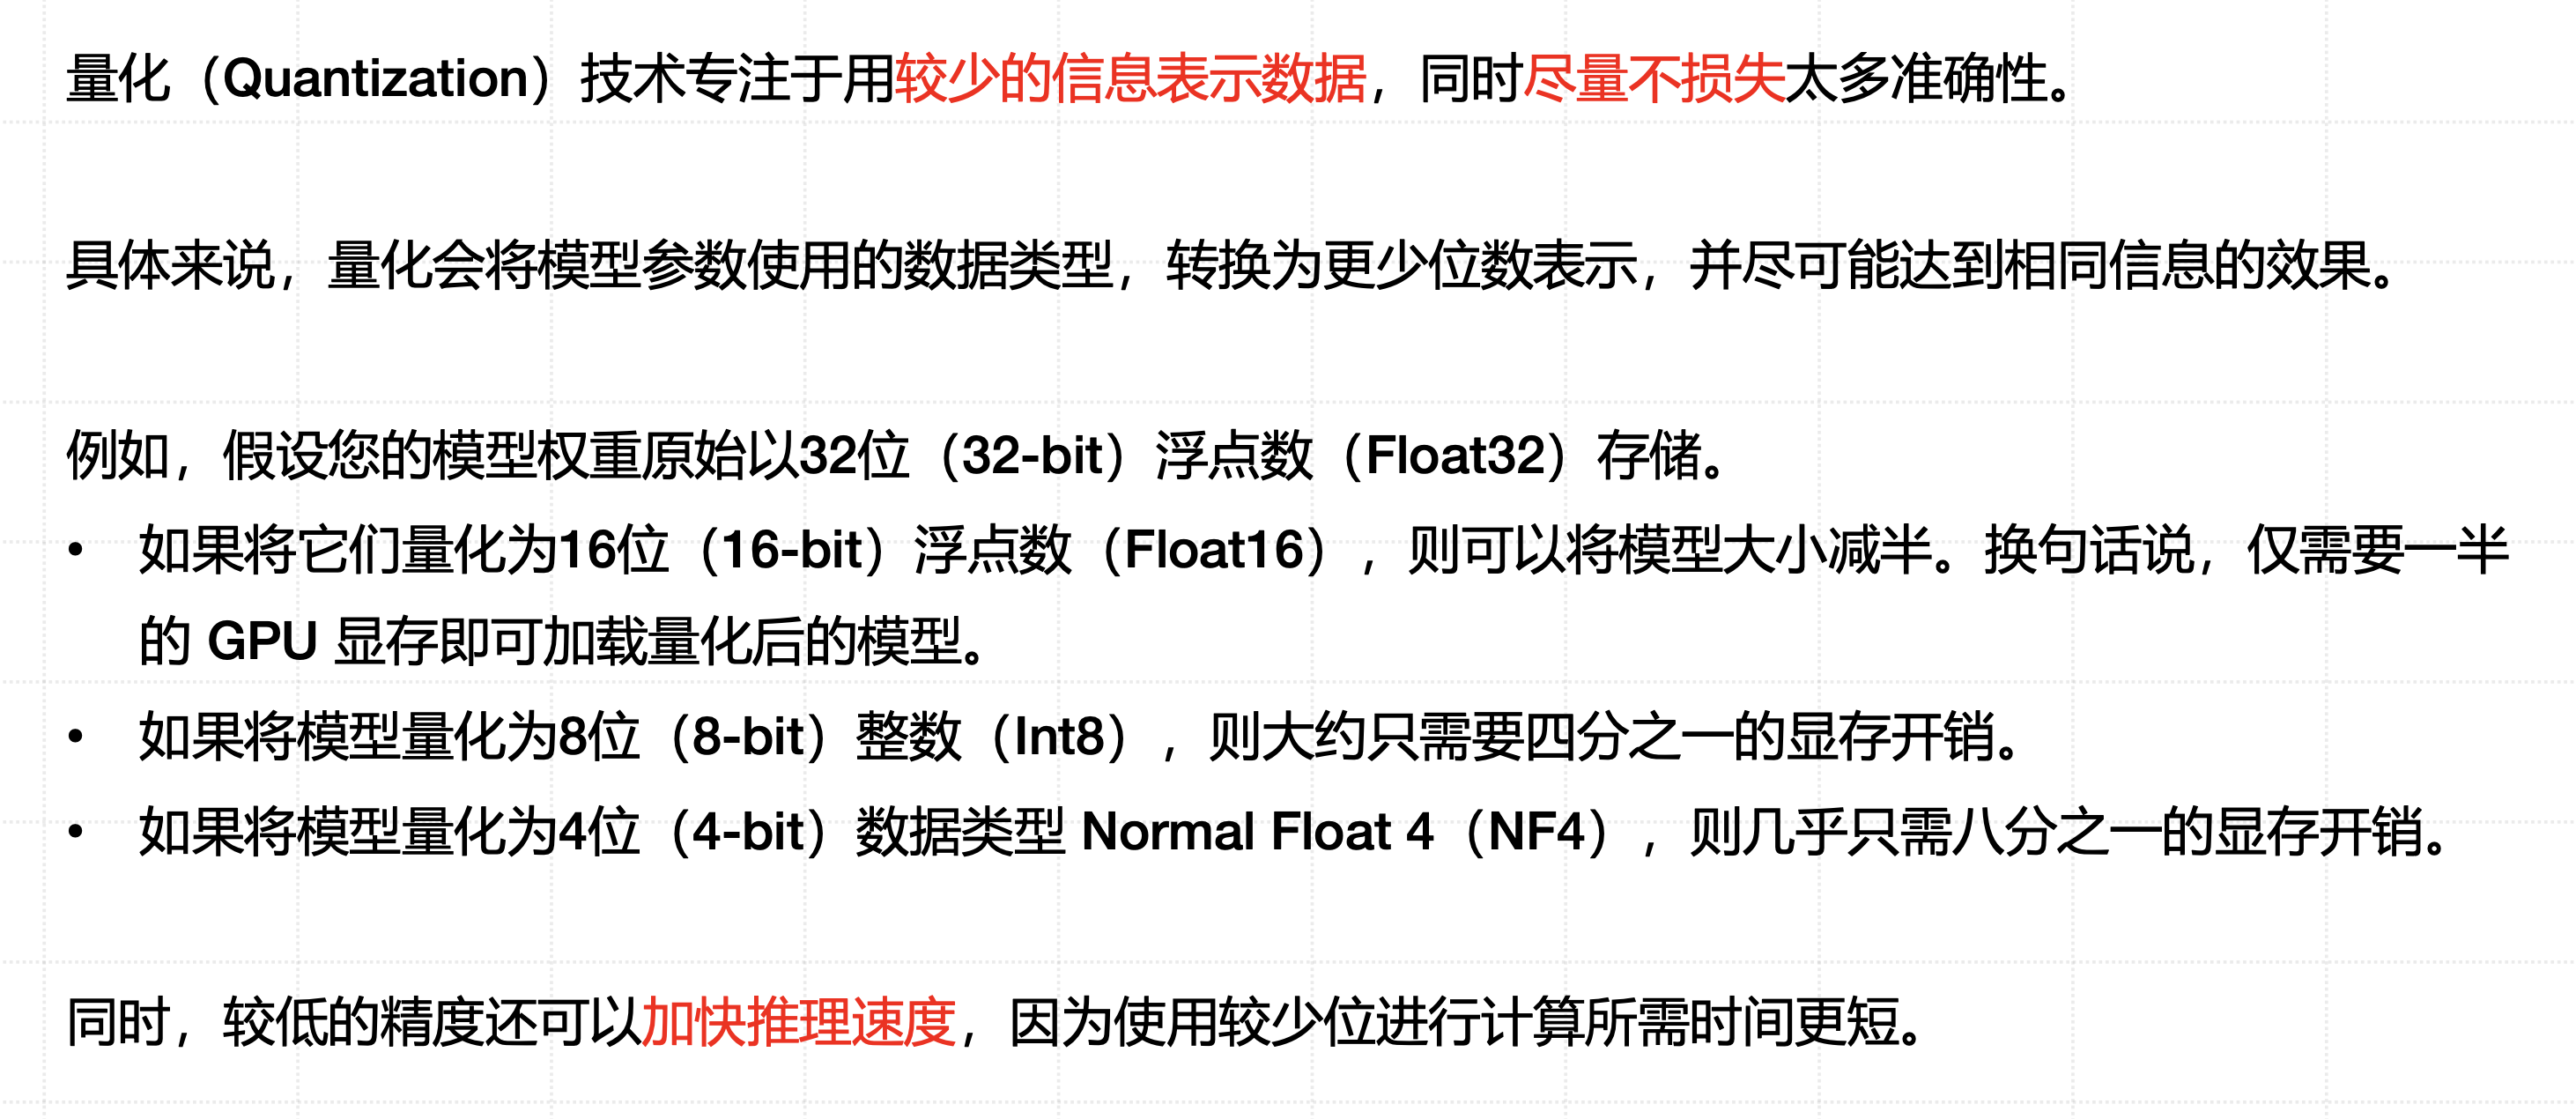 量化（Quantization）技术专注于用较少的信息表示数据，同时尽量不损失太多准确性。
具体来说，量化会将模型参数使用的数据类型，转换为更少位数表示，并尽可能达到相同信息的效果。
例如，假设您的模型权重原始以32位（32-bit）浮点数（Float32）存储。
• 如果将它们量化为16位（16-bit）浮点数（Float16），则可以将模型大小减半。换句话说，仅需要一半
的 GPU 显存即可加载量化后的模型。
• 如果将模型量化为8位（8-bit）整数（Int8），则大约只需要四分之一的显存开销。
• 如果将模型量化为4位（4-bit）数据类型 Normal Float 4（NF4），则几乎只需八分之一的显存开销。
同时，较低的精度还可以加快推理速度，因为使用较少位进行计算所需时间更短。